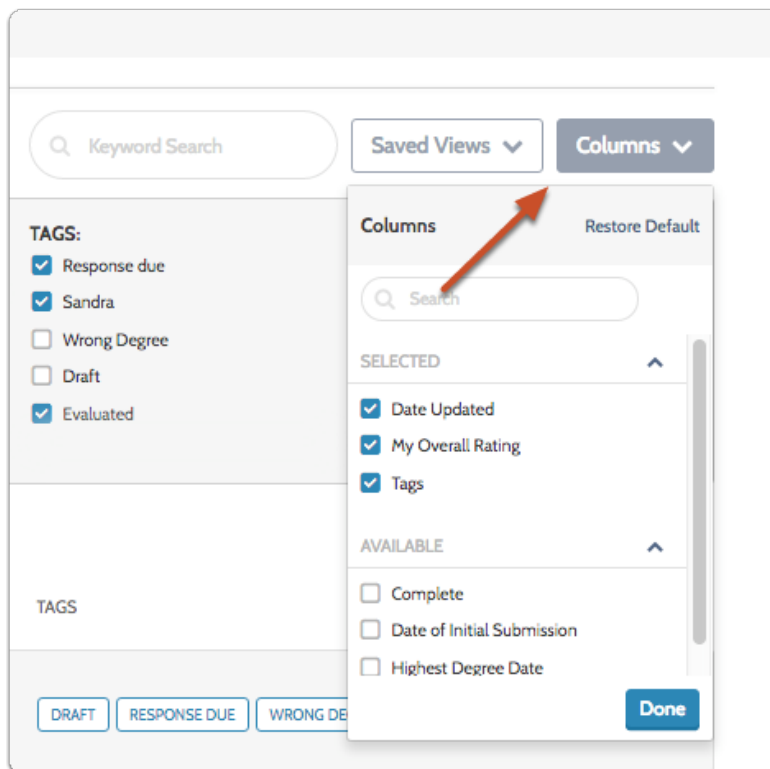 Keyword Search
Saved Views
Columns
TAGS:
Response due
Sandra
Wrong Degree
Draft
Evaluated
Columns
Restore Default
Search
SELECTED
Date Updated
My Overall Rating
Tags
AVAILABLE
Complete
Date of Initial Submission
Highest Degree Date
Done
TAGS
DRAFT
RESPONSE DUE
WRONG